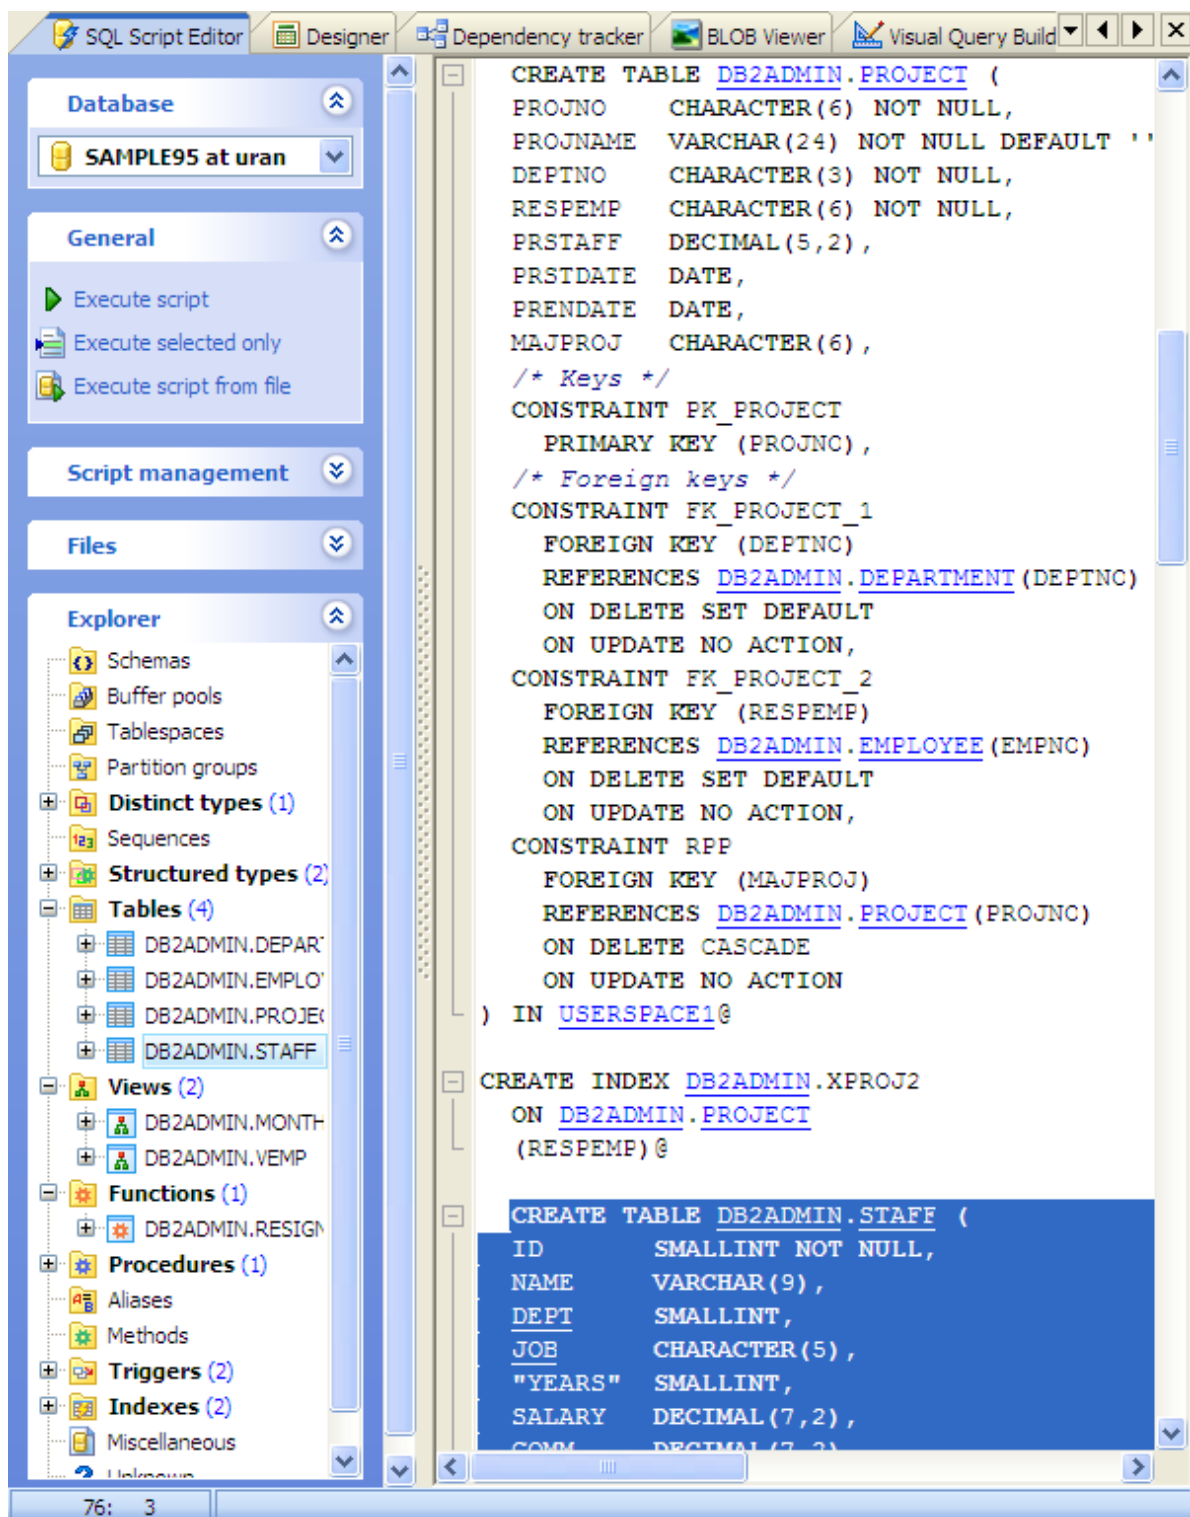 SQL Script Editor Designer Dependency tracker BLOB Viewer Visual Query Build
Database
SAMPLE95 at uran
General
Execute script
Execute selected only
Execute script from file
Script management
Files
Explorer
Schemas
Buffer pools
Tablespaces
Partition groups
Distinct types (1)
Sequences
Structured types (2)
Tables (4)
DB2ADMIN.DEPAR
DB2ADMIN.EMPLO
DB2ADMIN.PROJE
DB2ADMIN.STAFF
Views (2)
DB2ADMIN.MONTH
DB2ADMIN.VEMP
Functions (1)
DB2ADMIN.RESIGN
Procedures (1)
Aliases
Methods
Triggers (2)
Indexes (2)
Miscellaneous
Unknown
CREATE TABLE DB2ADMIN.PROJECT (
PROJNO CHARACTER(6) NOT NULL,
PROJNAME VARCHAR(24) NOT NULL DEFAULT ''
DEPTNO CHARACTER(3) NOT NULL,
RESPEMP CHARACTER(6) NOT NULL,
PRSTAFF DECIMAL(5,2),
PRSTDATE DATE,
PRENDATE DATE,
MAJPROJ CHARACTER(6),
/* Keys */
CONSTRAINT PK_PROJECT
PRIMARY KEY (PROJNO),
/* Foreign keys */
CONSTRAINT FK_PROJECT_1
FOREIGN KEY (DEPTNO)
REFERENCES DB2ADMIN.DEPARTMENT(DEPTNO)
ON DELETE SET DEFAULT
ON UPDATE NO ACTION,
CONSTRAINT FK_PROJECT_2
FOREIGN KEY (RESPEMP)
REFERENCES DB2ADMIN.EMPLOYEE(EMPNO)
ON DELETE SET DEFAULT
ON UPDATE NO ACTION,
CONSTRAINT RPP
FOREIGN KEY (MAJPROJ)
REFERENCES DB2ADMIN.PROJECT(PROJNO)
ON DELETE CASCADE
ON UPDATE NO ACTION
) IN USERSPACE1@
CREATE INDEX DB2ADMIN.XPROJ2
ON DB2ADMIN.PROJECT
(RESPEMP)@
CREATE TABLE DB2ADMIN.STAFF (
ID SMALLINT NOT NULL,
NAME VARCHAR(9),
DEPT SMALLINT,
JOB CHARACTER(5),
"YEARS" SMALLINT,
SALARY DECIMAL(7,2),
COMM DECIMAL(7,2)
76: 3